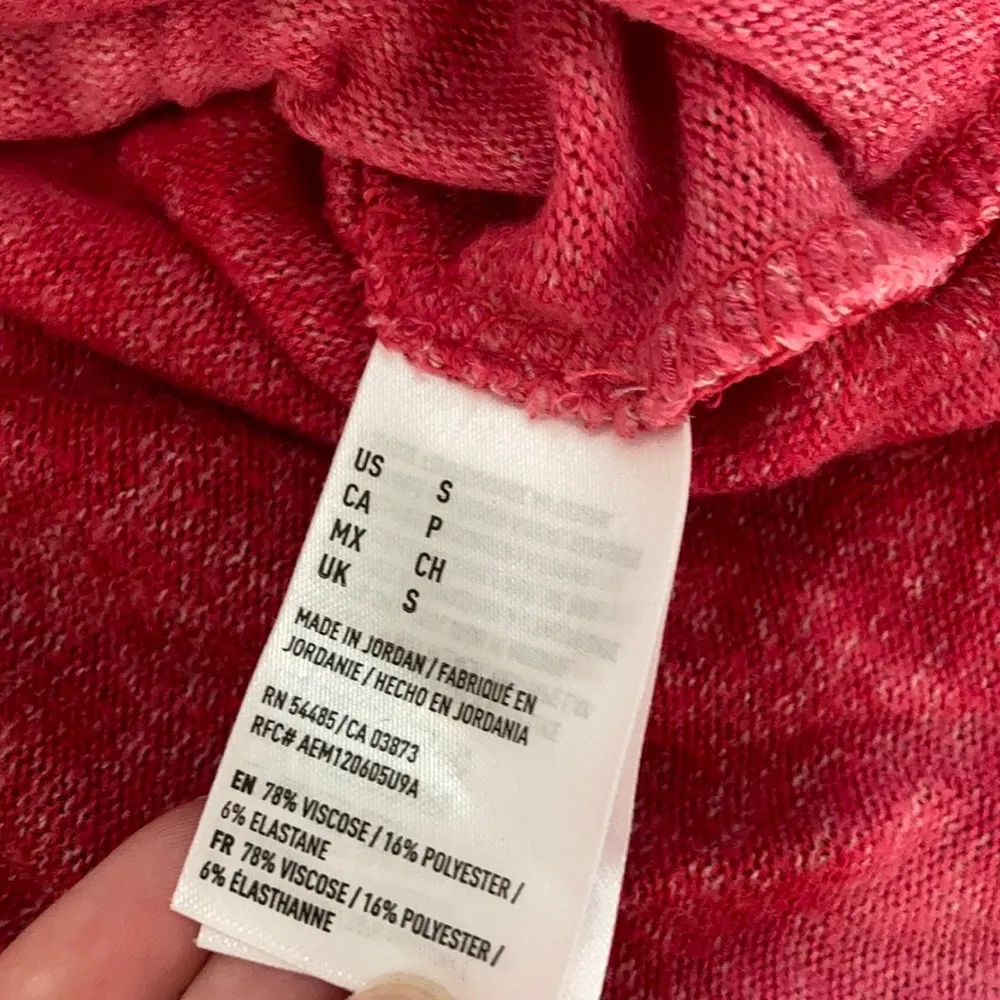 US S
CA P
MX CH
UK S
MADE IN JORDAN / FABRIQUÉ EN
JORDANIE / HECHO EN JORDANIA
RN 54485/CA 03873
RFC# AEM120605U9A
EN 78% VISCOSE / 16% POLYESTER /
6% ELASTANE
FR 78% VISCOSE / 16% POLYESTER /
6% ÉLASTHANNE